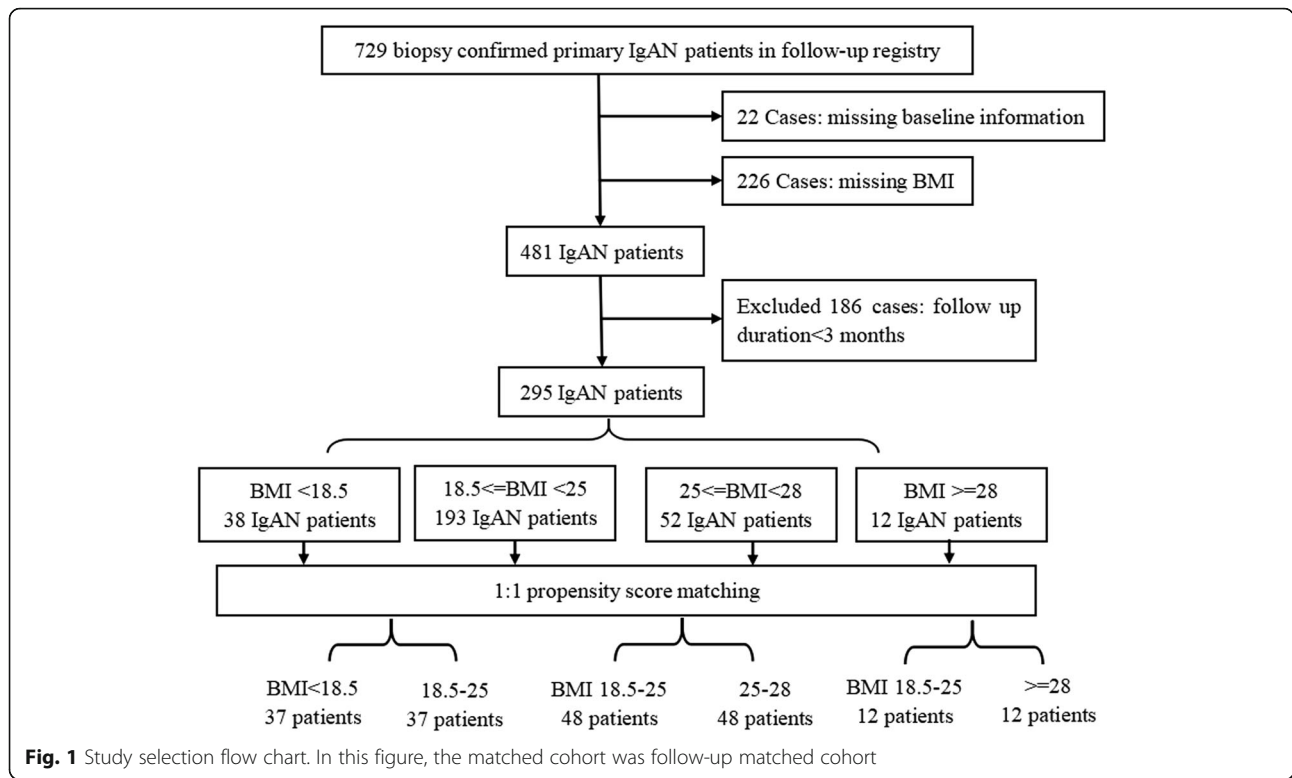 729 biopsy confirmed primary IgAN patients in follow-up registry
22 Cases: missing baseline information
226 Cases: missing BMI
481 IgAN patients
Excluded 186 cases: follow up
duration<3 months
295 IgAN patients
BMI <18.5
38 IgAN patients
18.5<=BMI <25
193 IgAN patients
25<=BMI<28
52 IgAN patients
BMI >=28
12 IgAN patients
1:1 propensity score matching
BMI<18.5
37 patients
18.5-25
37 patients
BMI 18.5-25
48 patients
25-28
48 patients
BMI 18.5-25
12 patients
>=28
12 patients
Fig. 1 Study selection flow chart. In this figure, the matched cohort was follow-up matched cohort